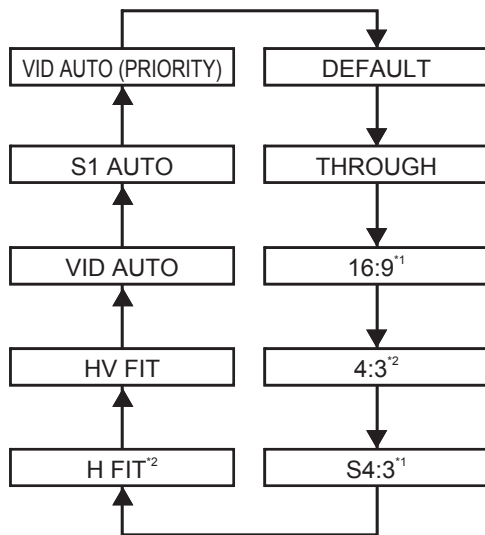 VID AUTO (PRIORITY)
DEFAULT
S1 AUTO
THROUGH
VID AUTO
16:9*1
HV FIT
4:3*2
H FIT*2
S4:3*1